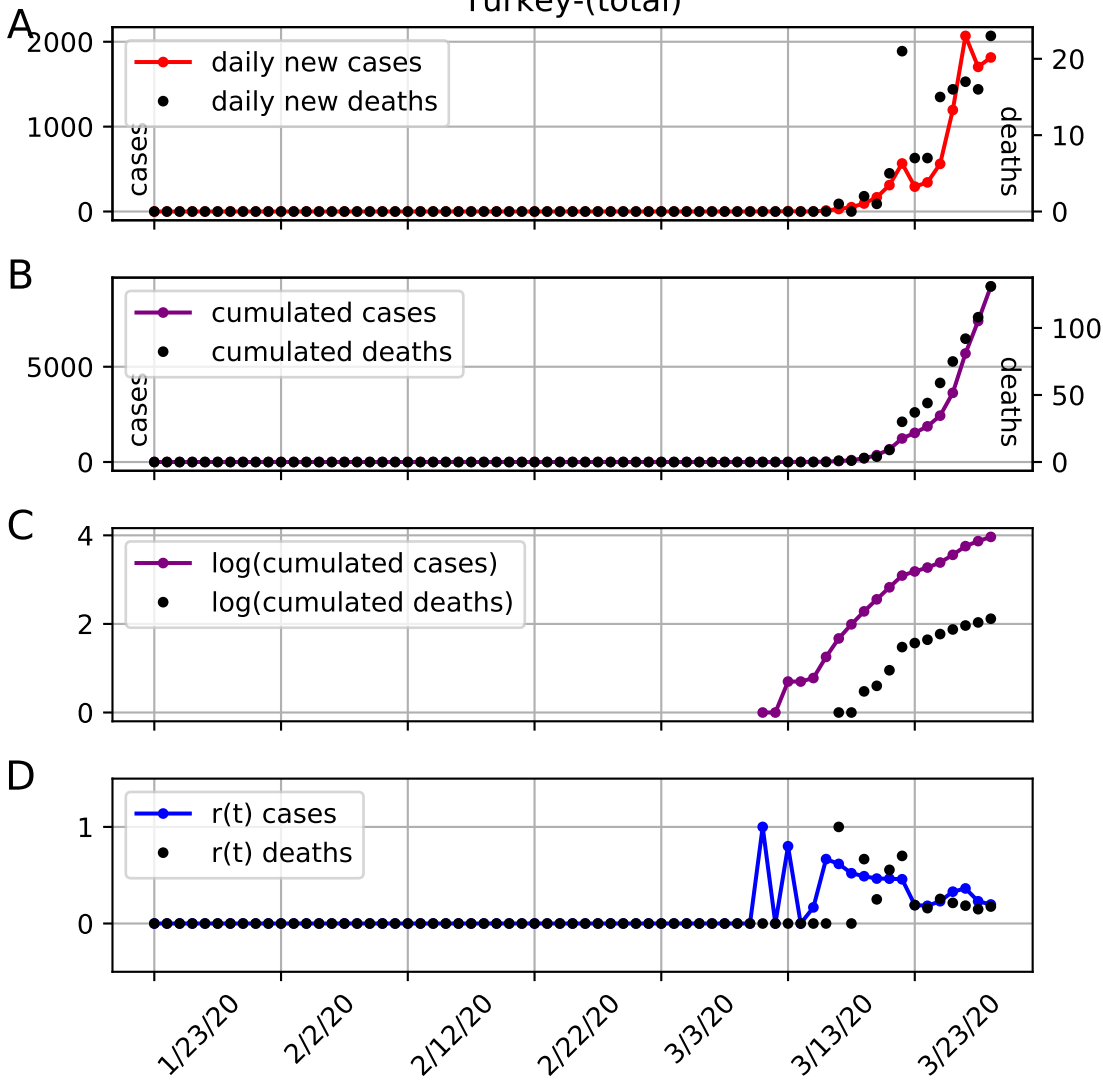 Turkey-(total)
A
2000
1000
0
cases
daily new cases
daily new deaths
20
10
0
deaths
B
5000
0
cases
cumulated cases
cumulated deaths
100
50
0
deaths
C
4
2
0
log(cumulated cases)
log(cumulated deaths)
D
1
0
r(t) cases
r(t) deaths
1/23/20
2/2/20
2/12/20
2/22/20
3/3/20
3/13/20
3/23/20